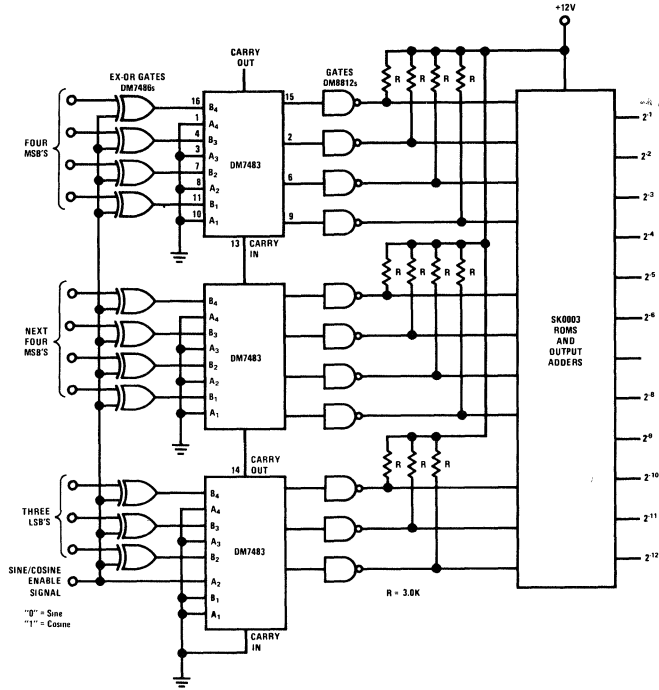 +12V
CARRY
OUT
EX-OR GATES
DM7486s
GATES
DM8812s
R
R
R
R
16 B4
1 A4
4 B3
3 A3
7 B2
8 A2
11 B1
10 A1
DM7483
15
2
6
9
FOUR
MSB'S
13 CARRY
IN
2-1
2-2
2-3
2-4
2-5
2-6
2-8
2-9
2-10
2-11
2-12
SK0003
ROMS
AND
OUTPUT
ADDERS
R
R
R
R
NEXT
FOUR
MSB'S
B4
A4
B3
A3
B2
A2
B1
A1
DM7483
14 CARRY
OUT
R
R
R
THREE
LSB'S
B4
A4
B3
A3
B2
A2
B1
A1
DM7483
SINE/COSINE
ENABLE
SIGNAL
"0" = Sine
"1" = Cosine
R = 3.0K
CARRY
IN